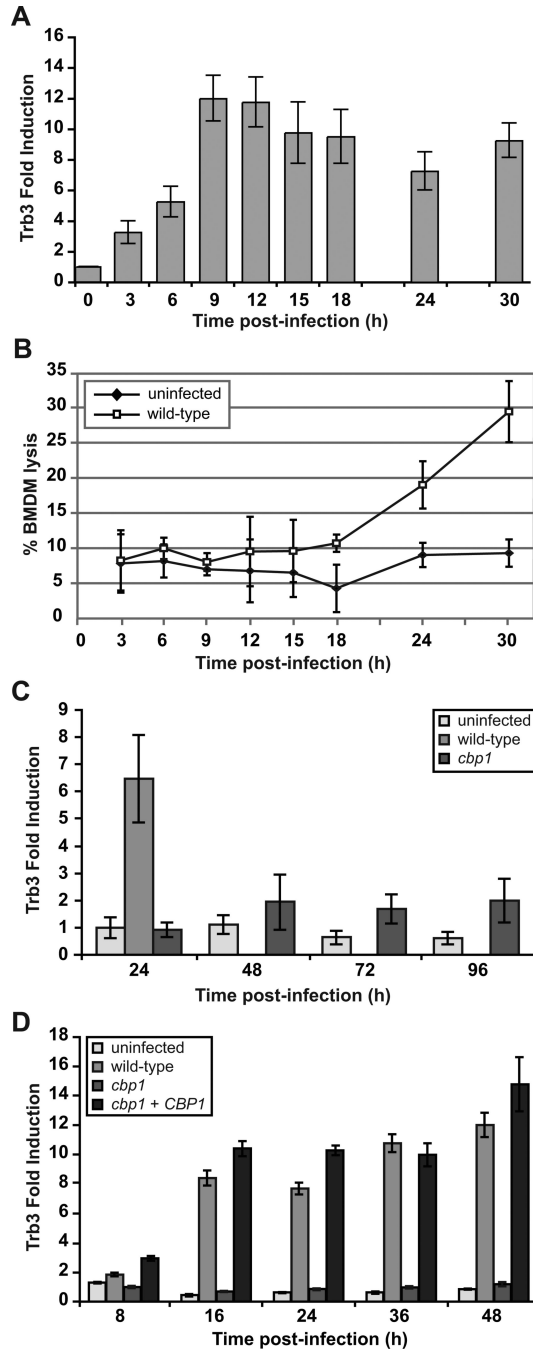 A
Trb3 Fold Induction
16
14
12
10
8
6
4
2
0
0 3 6 9 12 15 18 24 30
Time post-infection (h)
B
uninfected
wild-type
% BMDM lysis
35
30
25
20
15
10
5
0
0 3 6 9 12 15 18 24 30
Time post-infection (h)
C
uninfected
wild-type
cbp1
Trb3 Fold Induction
9
8
7
6
5
4
3
2
1
0
24 48 72 96
Time post-infection (h)
D
uninfected
wild-type
cbp1
cbp1 + CBP1
Trb3 Fold Induction
18
16
14
12
10
8
6
4
2
0
8 16 24 36 48
Time post-infection (h)